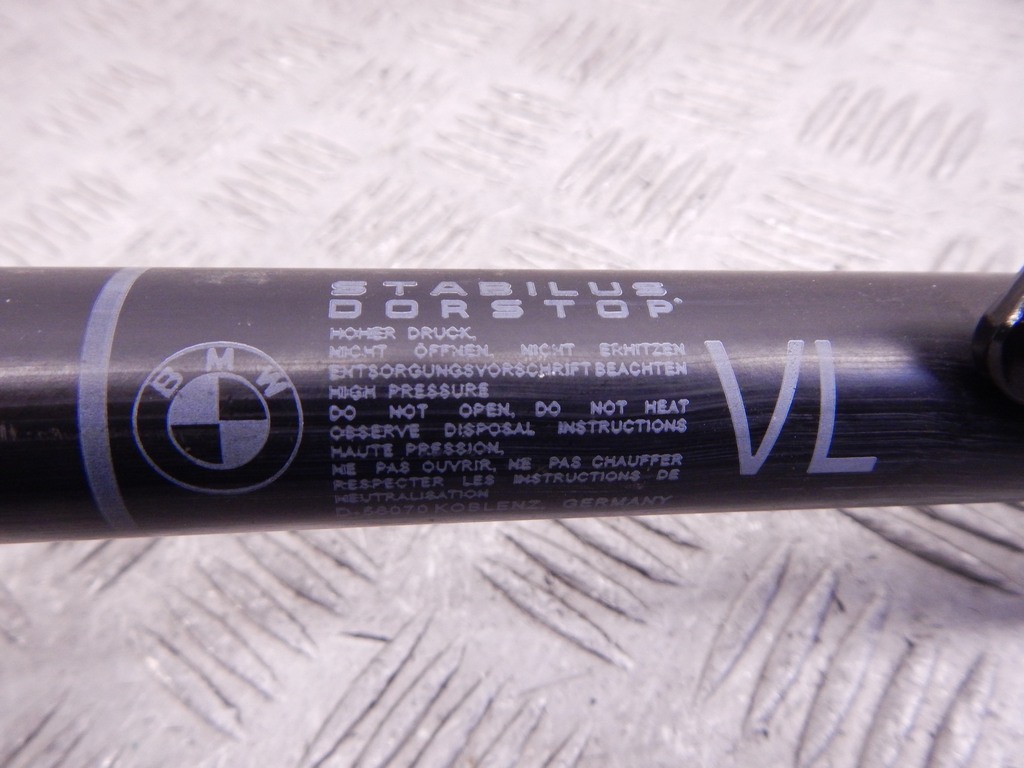 BMW
STABILUS
DORSTOP
HOHER DRUCK,
NICHT ÖFFNEN, NICHT ERHITZEN
ENTSORGUNGSVORSCHRIFT BEACHTEN
HIGH PRESSURE
DO NOT OPEN, DO NOT HEAT
OBSERVE DISPOSAL INSTRUCTIONS
HAUTE PRESSION,
NE PAS OUVRIR, NE PAS CHAUFFER
RESPECTER LES INSTRUCTIONS DE
NEUTRALISATION
D-56070 KOBLENZ, GERMANY
VL